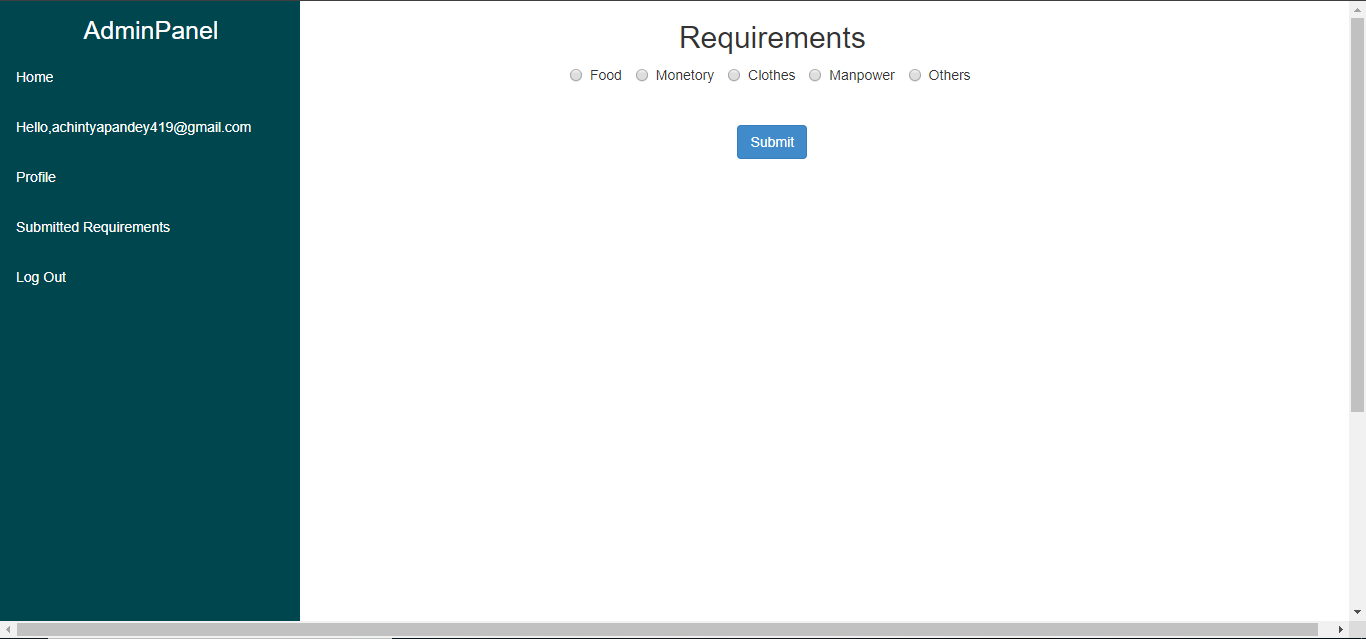 AdminPanel
Home
Hello,achintyapandey419@gmail.com
Profile
Submitted Requirements
Log Out
Requirements
Food Monetory Clothes Manpower Others
Submit